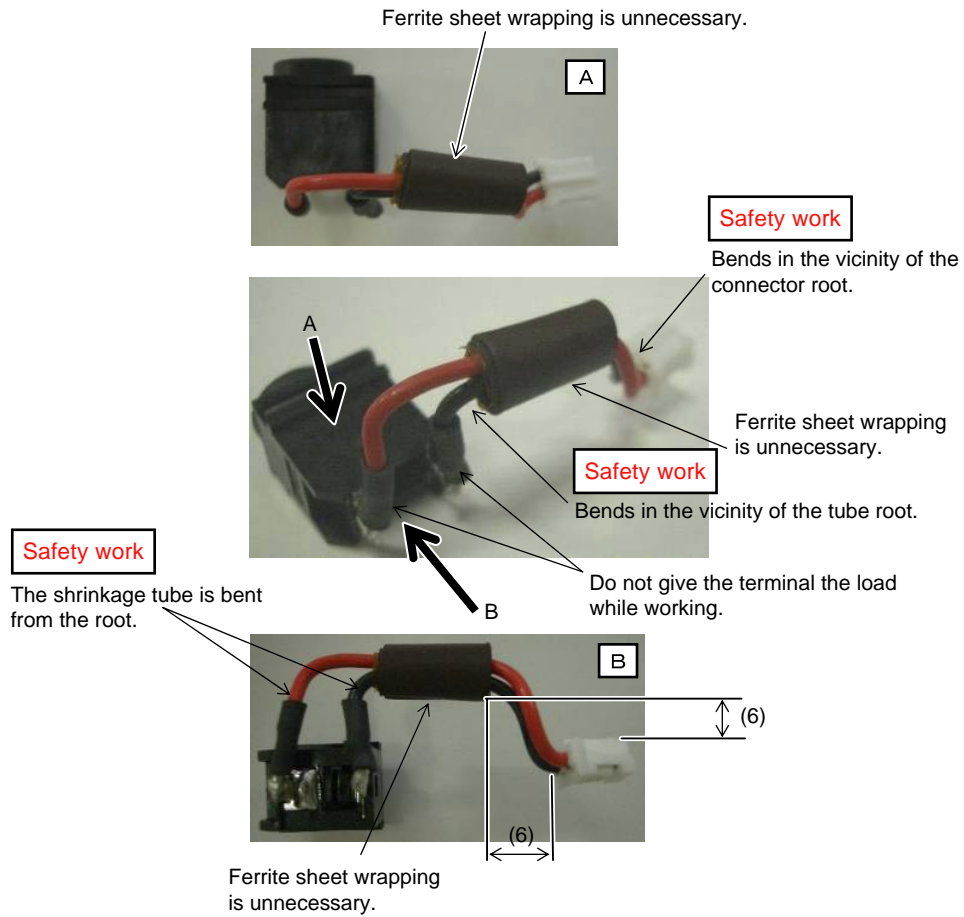 Ferrite sheet wrapping is unnecessary.
A
Safety work
Bends in the vicinity of the
connector root.
A
Ferrite sheet wrapping
is unnecessary.
Safety work
Bends in the vicinity of the tube root.
Safety work
The shrinkage tube is bent
from the root.
Do not give the terminal the load
while working.
B
B
(6)
(6)
Ferrite sheet wrapping
is unnecessary.